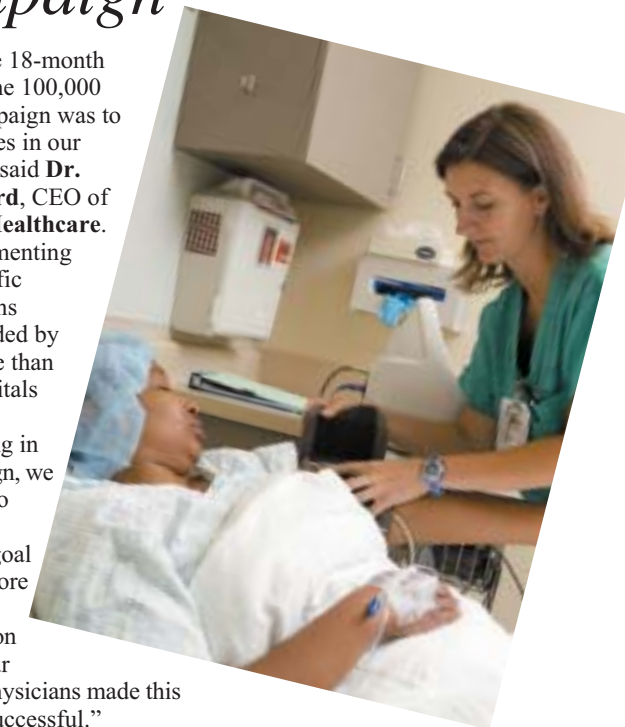 paign
18-month
100,000
paign was to
es in our
said Dr.
rd, CEO of
Healthcare.
menting
fic
ns
ded by
e than
itals
g in
gn, we
o
goal
ore
on
r
hysicians made this
uccessful.”